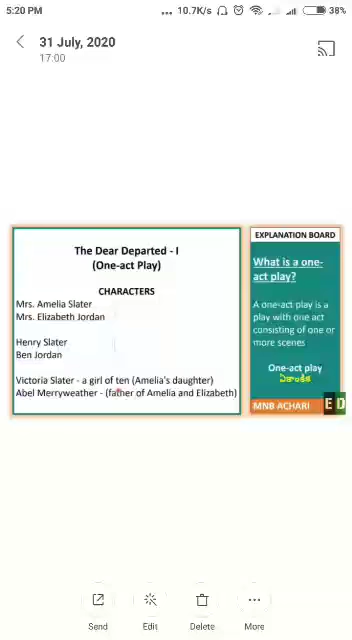 5:20 PM
... 10.7K/s 38%
31 July, 2020
17:00
The Dear Departed - I
(One-act Play)
CHARACTERS
Mrs. Amelia Slater
Mrs. Elizabeth Jordan
Henry Slater
Ben Jordan
Victoria Slater - a girl of ten (Amelia's daughter)
Abel Merryweather - (father of Amelia and Elizabeth)
EXPLANATION BOARD
What is a one-
act play?
A one-act play is a
play with one act
consisting of one or
more scenes
One-act play
ఏకాంకిక
MNB ACHARI
E D
Send Edit Delete More